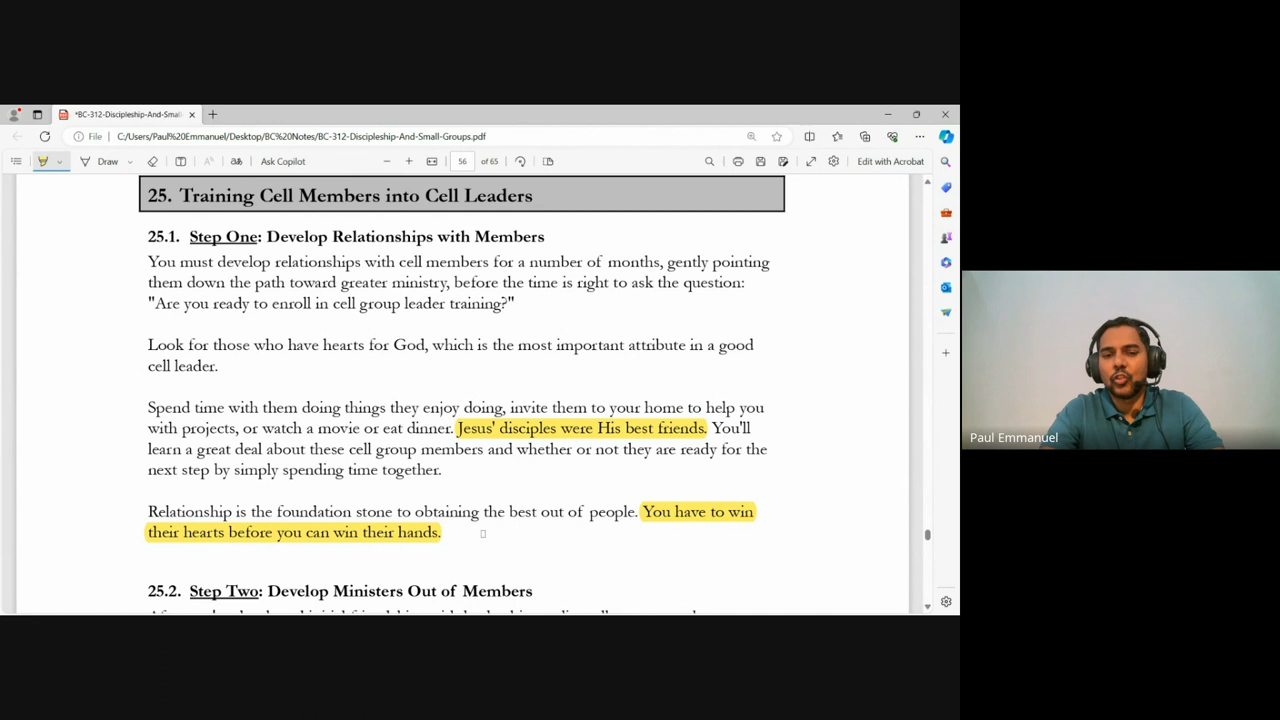 *BC-312-Discipleship-And-Smal
File
C:/Users/Paul%20Emmanuel/Desktop/BC%20Notes/BC-312-Discipleship-And-Small-Groups.pdf
Draw
Ask Copilot
56
of 65
Edit with Acrobat
25. Training Cell Members into Cell Leaders
25.1. Step One: Develop Relationships with Members
You must develop relationships with cell members for a number of months, gently pointing
them down the path toward greater ministry, before the time is right to ask the question:
"Are you ready to enroll in cell group leader training?"
Look for those who have hearts for God, which is the most important attribute in a good
cell leader.
Spend time with them doing things they enjoy doing, invite them to your home to help you
with projects, or watch a movie or eat dinner. Jesus' disciples were His best friends. You'll
learn a great deal about these cell group members and whether or not they are ready for the
next step by simply spending time together.
Relationship is the foundation stone to obtaining the best out of people. You have to win
their hearts before you can win their hands.
25.2. Step Two: Develop Ministers Out of Members
Paul Emmanuel